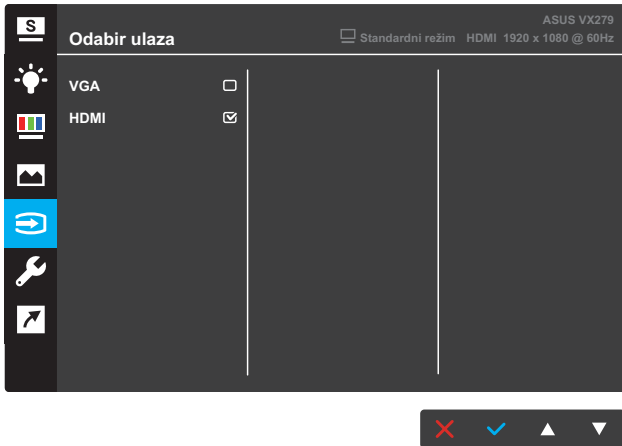 S
ASUS VX279
Odabir ulaza
Standardni režim HDMI 1920 x 1080 @ 60Hz
VGA
HDMI